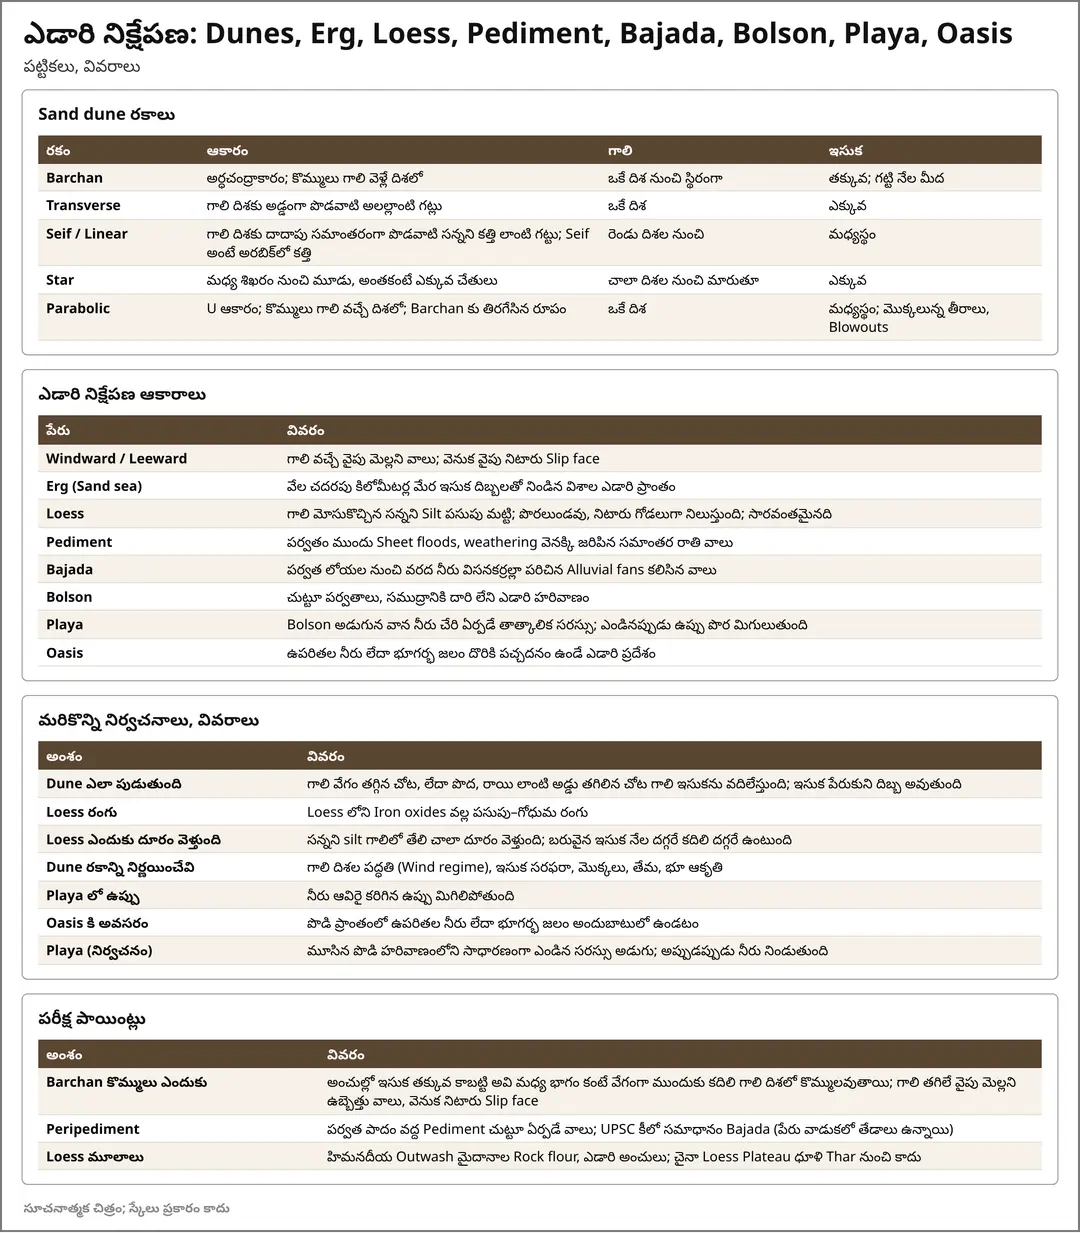 ఎడారి నిక్షేపణ: Dunes, Erg, Loess, Pediment, Bajada, Bolson, Playa, Oasis
పట్టికలు, వివరాలు
Sand dune రకాలు
రకం ఆకారం గాలి ఇసుక
Barchan అర్ధచంద్రాకారం; కొమ్ములు గాలి వెళ్లే దిశలో ఒకే దిశ నుంచి స్థిరంగా తక్కువ; గట్టి నేల మీద
Transverse గాలి దిశకు అడ్డంగా పొడవాటి అలల్లాంటి గట్లు ఒకే దిశ ఎక్కువ
Seif / Linear గాలి దిశకు దాదాపు సమాంతరంగా పొడవాటి సన్నని కత్తి లాంటి గట్టు; Seif రెండు దిశల నుంచి మధ్యస్థం
అంటే అరబిక్‌లో కత్తి
Star మధ్య శిఖరం నుంచి మూడు, అంతకంటే ఎక్కువ చేతులు చాలా దిశల నుంచి మారుతూ ఎక్కువ
Parabolic U ఆకారం; కొమ్ములు గాలి వచ్చే దిశలో; Barchan కు తిరగేసిన రూపం ఒకే దిశ మధ్యస్థం; మొక్కలున్న తీరాలు,
Blowouts
ఎడారి నిక్షేపణ ఆకారాలు
పేరు వివరం
Windward / Leeward గాలి వచ్చే వైపు మెల్లని వాలు; వెనుక వైపు నిటారు Slip face
Erg (Sand sea) వేల చదరపు కిలోమీటర్ల మేర ఇసుక దిబ్బలతో నిండిన విశాల ఎడారి ప్రాంతం
Loess గాలి మోసుకొచ్చిన సన్నని Silt పసుపు మట్టి; పొరలుండవు, నిటారు గోడలుగా నిలుస్తుంది; సారవంతమైనది
Pediment పర్వతం ముందు Sheet floods, weathering వెనక్కి జరిపిన సమాంతర రాతి వాలు
Bajada పర్వత లోయల నుంచి వరద నీరు విసనకర్రల్లా పరిచిన Alluvial fans కలిసిన వాలు
Bolson చుట్టూ పర్వతాలు, సముద్రానికి దారి లేని ఎడారి హరివాణం
Playa Bolson అడుగున వాన నీరు చేరి ఏర్పడే తాత్కాలిక సరస్సు; ఎండినప్పుడు ఉప్పు పొర మిగులుతుంది
Oasis ఉపరితల నీరు లేదా భూగర్భ జలం దొరికి పచ్చదనం ఉండే ఎడారి ప్రదేశం
మరికొన్ని నిర్వచనాలు, వివరాలు
అంశం వివరం
Dune ఎలా పుడుతుంది గాలి వేగం తగ్గిన చోట, లేదా పొద, రాయి లాంటి అడ్డు తగిలిన చోట గాలి ఇసుకను వదిలేస్తుంది; ఇసుక పేరుకుని దిబ్బ అవుతుంది
Loess రంగు Loess లోని Iron oxides వల్ల పసుపు–గోధుమ రంగు
Loess ఎందుకు దూరం వెళ్తుంది సన్నని silt గాలిలో తేలి చాలా దూరం వెళ్తుంది; బరువైన ఇసుక నేల దగ్గరే కదిలి దగ్గరే ఉంటుంది
Dune రకాన్ని నిర్ణయించేవి గాలి దిశల పద్ధతి (Wind regime), ఇసుక సరఫరా, మొక్కలు, తేమ, భూ ఆకృతి
Playa లో ఉప్పు నీరు ఆవిరై కరిగిన ఉప్పు మిగిలిపోతుంది
Oasis కి అవసరం పొడి ప్రాంతంలో ఉపరితల నీరు లేదా భూగర్భ జలం అందుబాటులో ఉండటం
Playa (నిర్వచనం) మూసిన పొడి హరివాణంలోని సాధారణంగా ఎండిన సరస్సు అడుగు; అప్పుడప్పుడు నీరు నిండుతుంది
పరీక్ష పాయింట్లు
అంశం వివరం
Barchan కొమ్ములు ఎందుకు అంచుల్లో ఇసుక తక్కువ కాబట్టి అవి మధ్య భాగం కంటే వేగంగా ముందుకు కదిలి గాలి దిశలో కొమ్ములవుతాయి; గాలి తగిలే వైపు మెల్లని
ఉబ్బెత్తు వాలు, వెనుక నిటారు Slip face
Peripediment పర్వత పాదం వద్ద Pediment చుట్టూ ఏర్పడే వాలు; UPSC కీలో సమాధానం Bajada (పేరు వాడుకలో తేడాలు ఉన్నాయి)
Loess మూలాలు హిమనదీయ Outwash మైదానాల Rock flour, ఎడారి అంచులు; చైనా Loess Plateau ధూళి Thar నుంచి కాదు
సూచనాత్మక చిత్రం; స్కేలు ప్రకారం కాదు